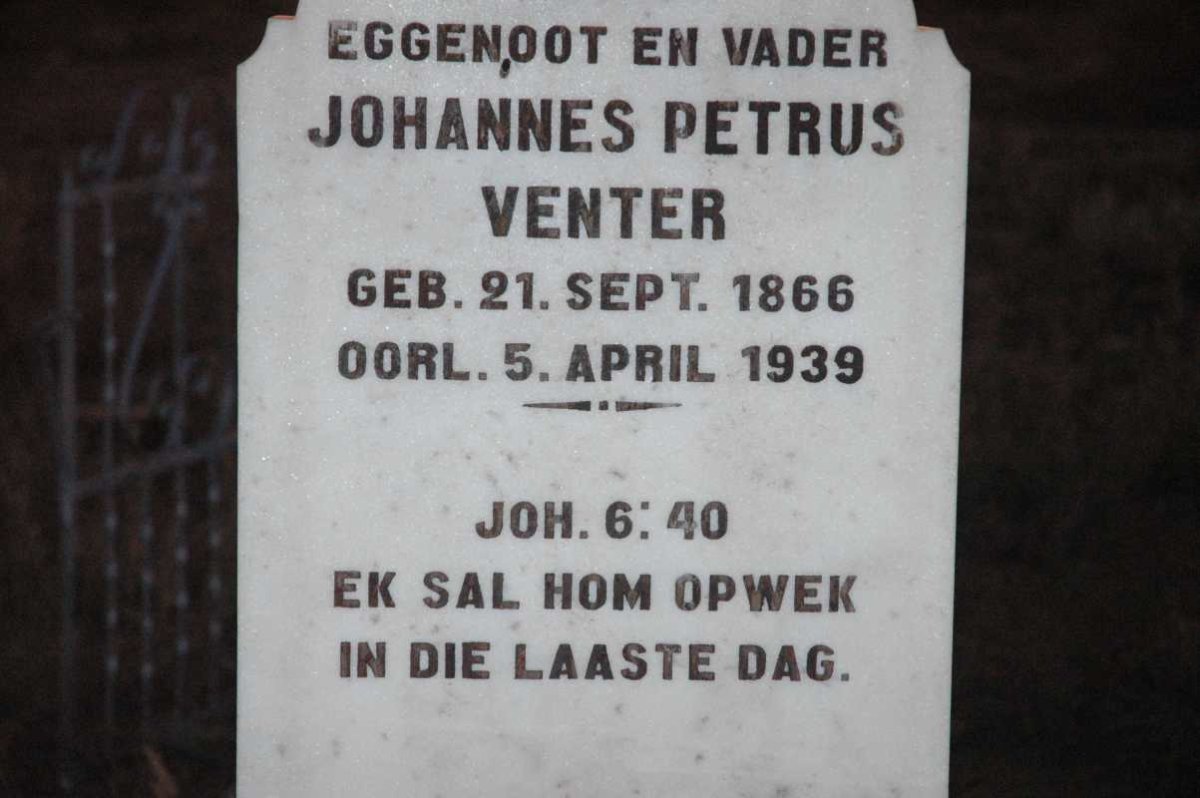 EGGENOOT EN VADER
JOHANNES PETRUS
VENTER
GEB. 21. SEPT. 1866
OORL. 5. APRIL 1939
JOH. 6:40
EK SAL HOM OPWEK
IN DIE LAASTE DAG.